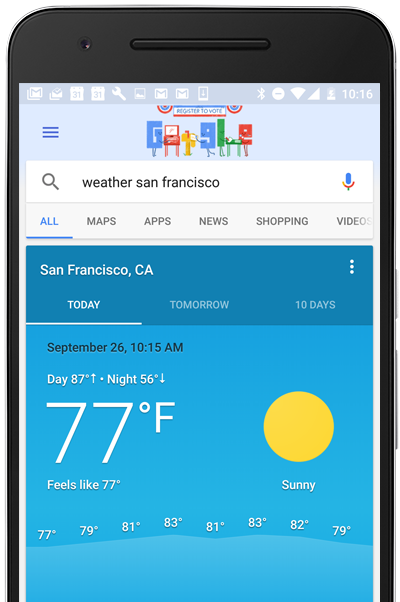 31 31 10:16
REGISTER TO VOTE
Google
weather san francisco
ALL MAPS APPS NEWS SHOPPING VIDEOS
San Francisco, CA
TODAY TOMORROW 10 DAYS
September 26, 10:15 AM
Day 87°↑ • Night 56°↓
77°F
Feels like 77°
Sunny
77° 79° 81° 83° 81° 83° 82° 79°